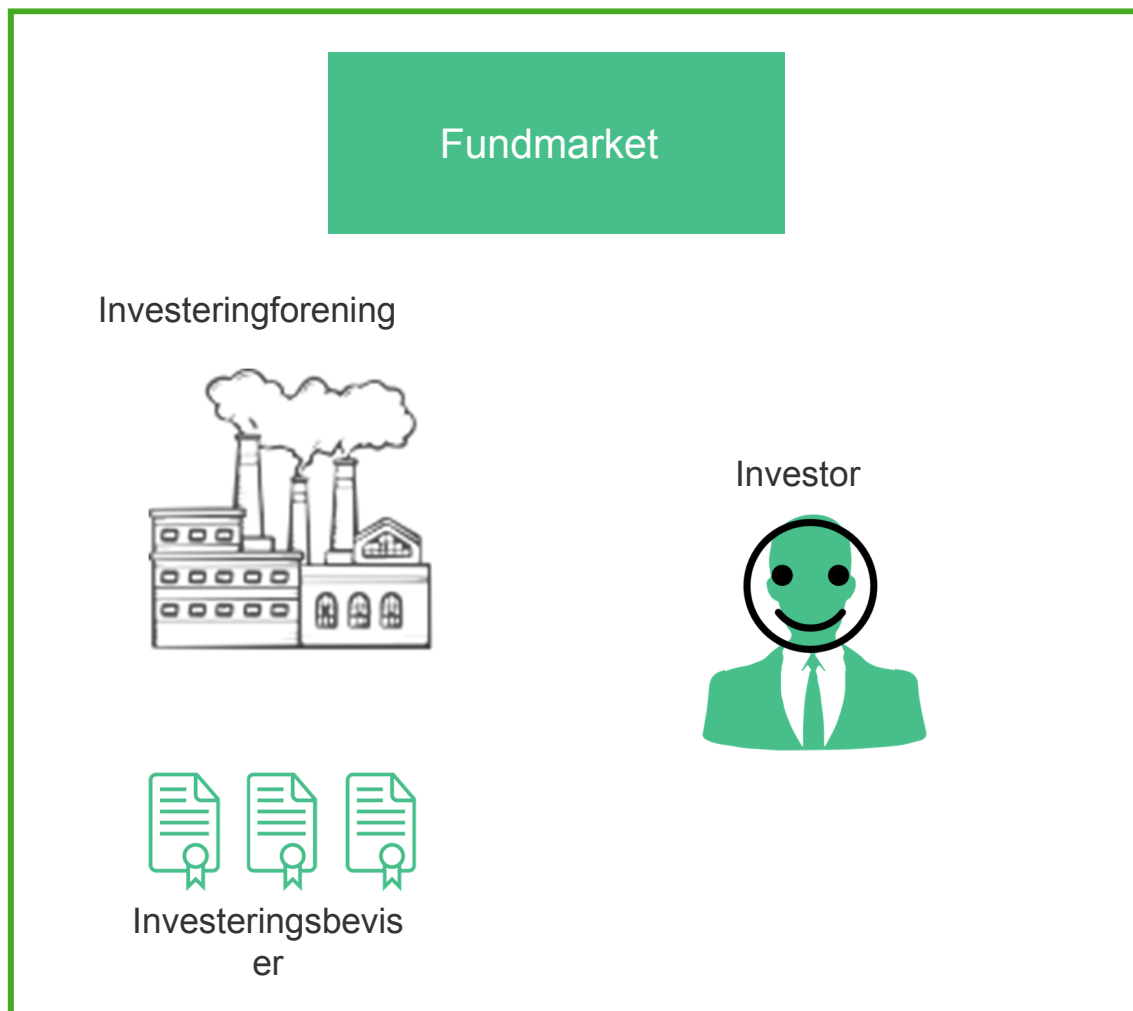 Fundmarket
Investeringforening
Investor
Investeringsbevis
er